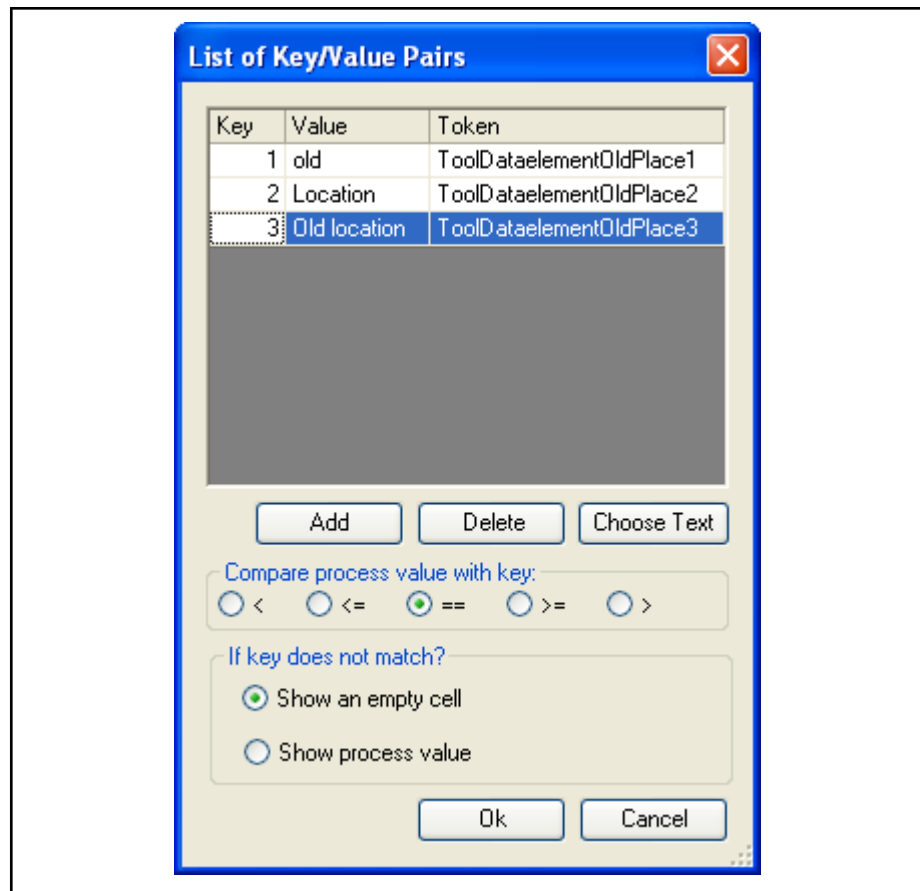 List of Key/Value Pairs
Key Value Token
1 old ToolDataelementOldPlace1
2 Location ToolDataelementOldPlace2
3 Old location ToolDataelementOldPlace3
Add Delete Choose Text
Compare process value with key:
< <= == >= >
If key does not match?
Show an empty cell
Show process value
Ok Cancel